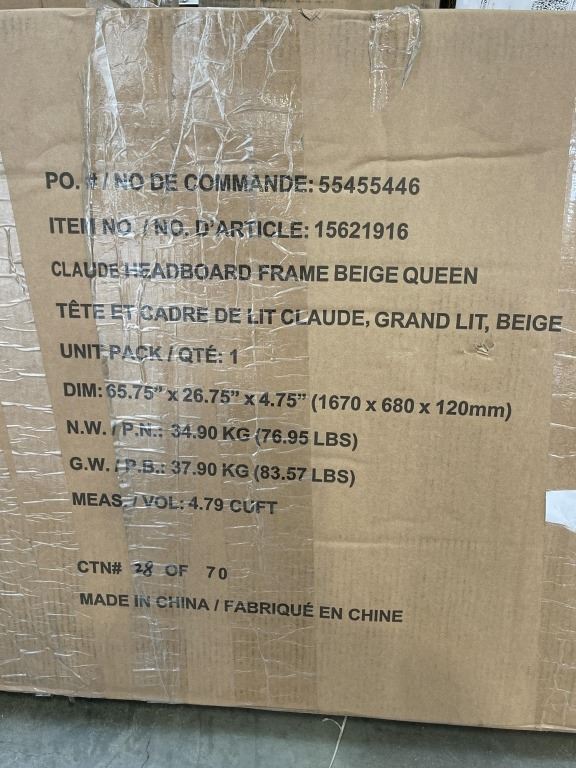 PO. # / NO DE COMMANDE: 55455446
ITEM NO. / NO. D'ARTICLE: 15621916
CLAUDE HEADBOARD FRAME BEIGE QUEEN
TÊTE ET CADRE DE LIT CLAUDE, GRAND LIT, BEIGE
UNIT PACK / QTÉ: 1
DIM: 65.75” x 26.75” x 4.75” (1670 x 680 x 120mm)
N.W. / P.N.: 34.90 KG (76.95 LBS)
G.W. / P.B.: 37.90 KG (83.57 LBS)
MEAS. / VOL: 4.79 CUFT
CTN# 28 OF 70
MADE IN CHINA / FABRIQUÉ EN CHINE